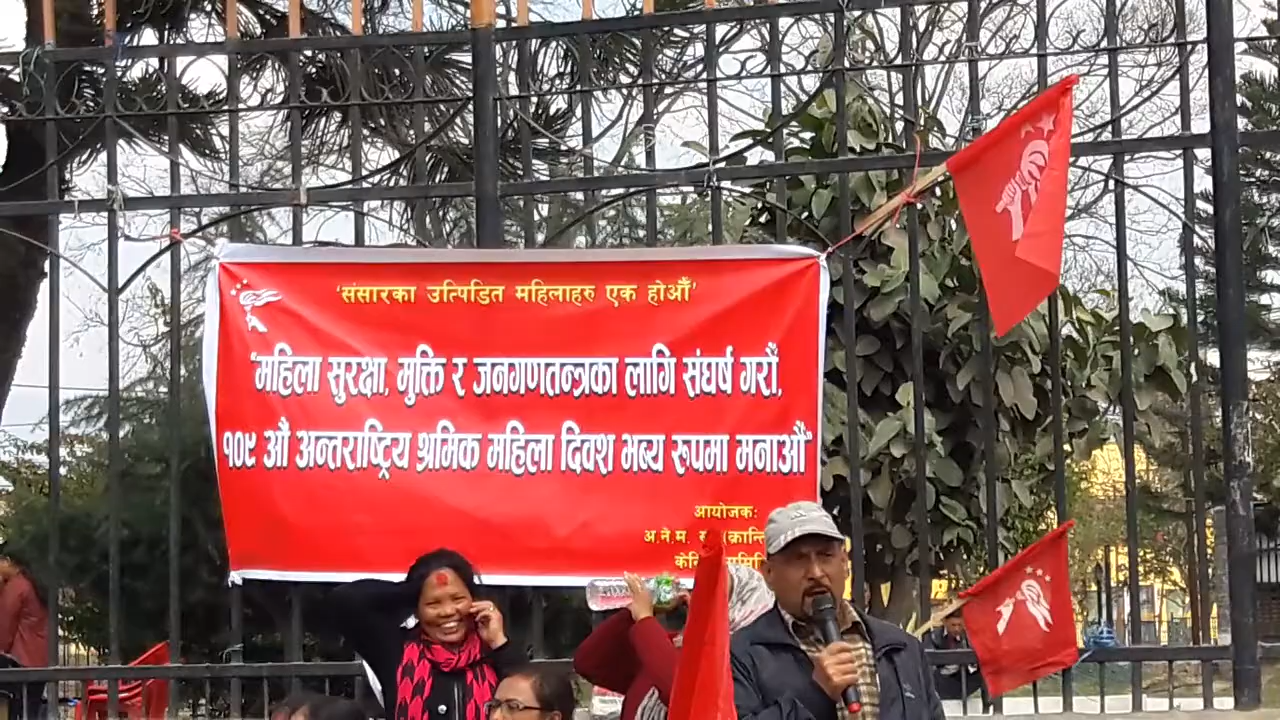 'संसारका उत्पिडित महिलाहरु एक होऔँ'
"महिला सुरक्षा, मुक्ति र जनगणतन्त्रका लागि संघर्ष गरौं,
१०९ औं अन्तराष्ट्रिय श्रमिक महिला दिवश भब्य रुपमा मनाऔं"
आयोजकः
अ.ने.म.